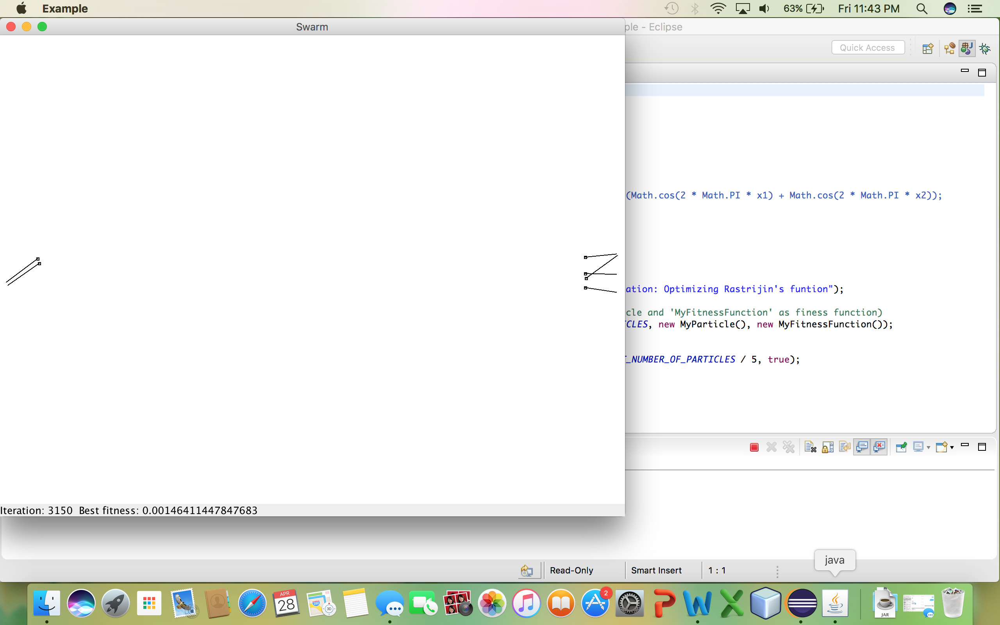 Example
63%
Fri 11:43 PM
Swarm
ple - Eclipse
Quick Access
(Math.cos(2 * Math.PI * x1) + Math.cos(2 * Math.PI * x2));
ation: Optimizing Rastrijin's funtion");
cle and 'MyFitnessFunction' as finess function)
CLES, new MyParticle(), new MyFitnessFunction());
_NUMBER_OF_PARTICLES / 5, true);
Iteration: 3150 Best fitness: 0.00146411447847683
java
Read-Only
Smart Insert
1 : 1
APR
28
280
3D
2
JAR